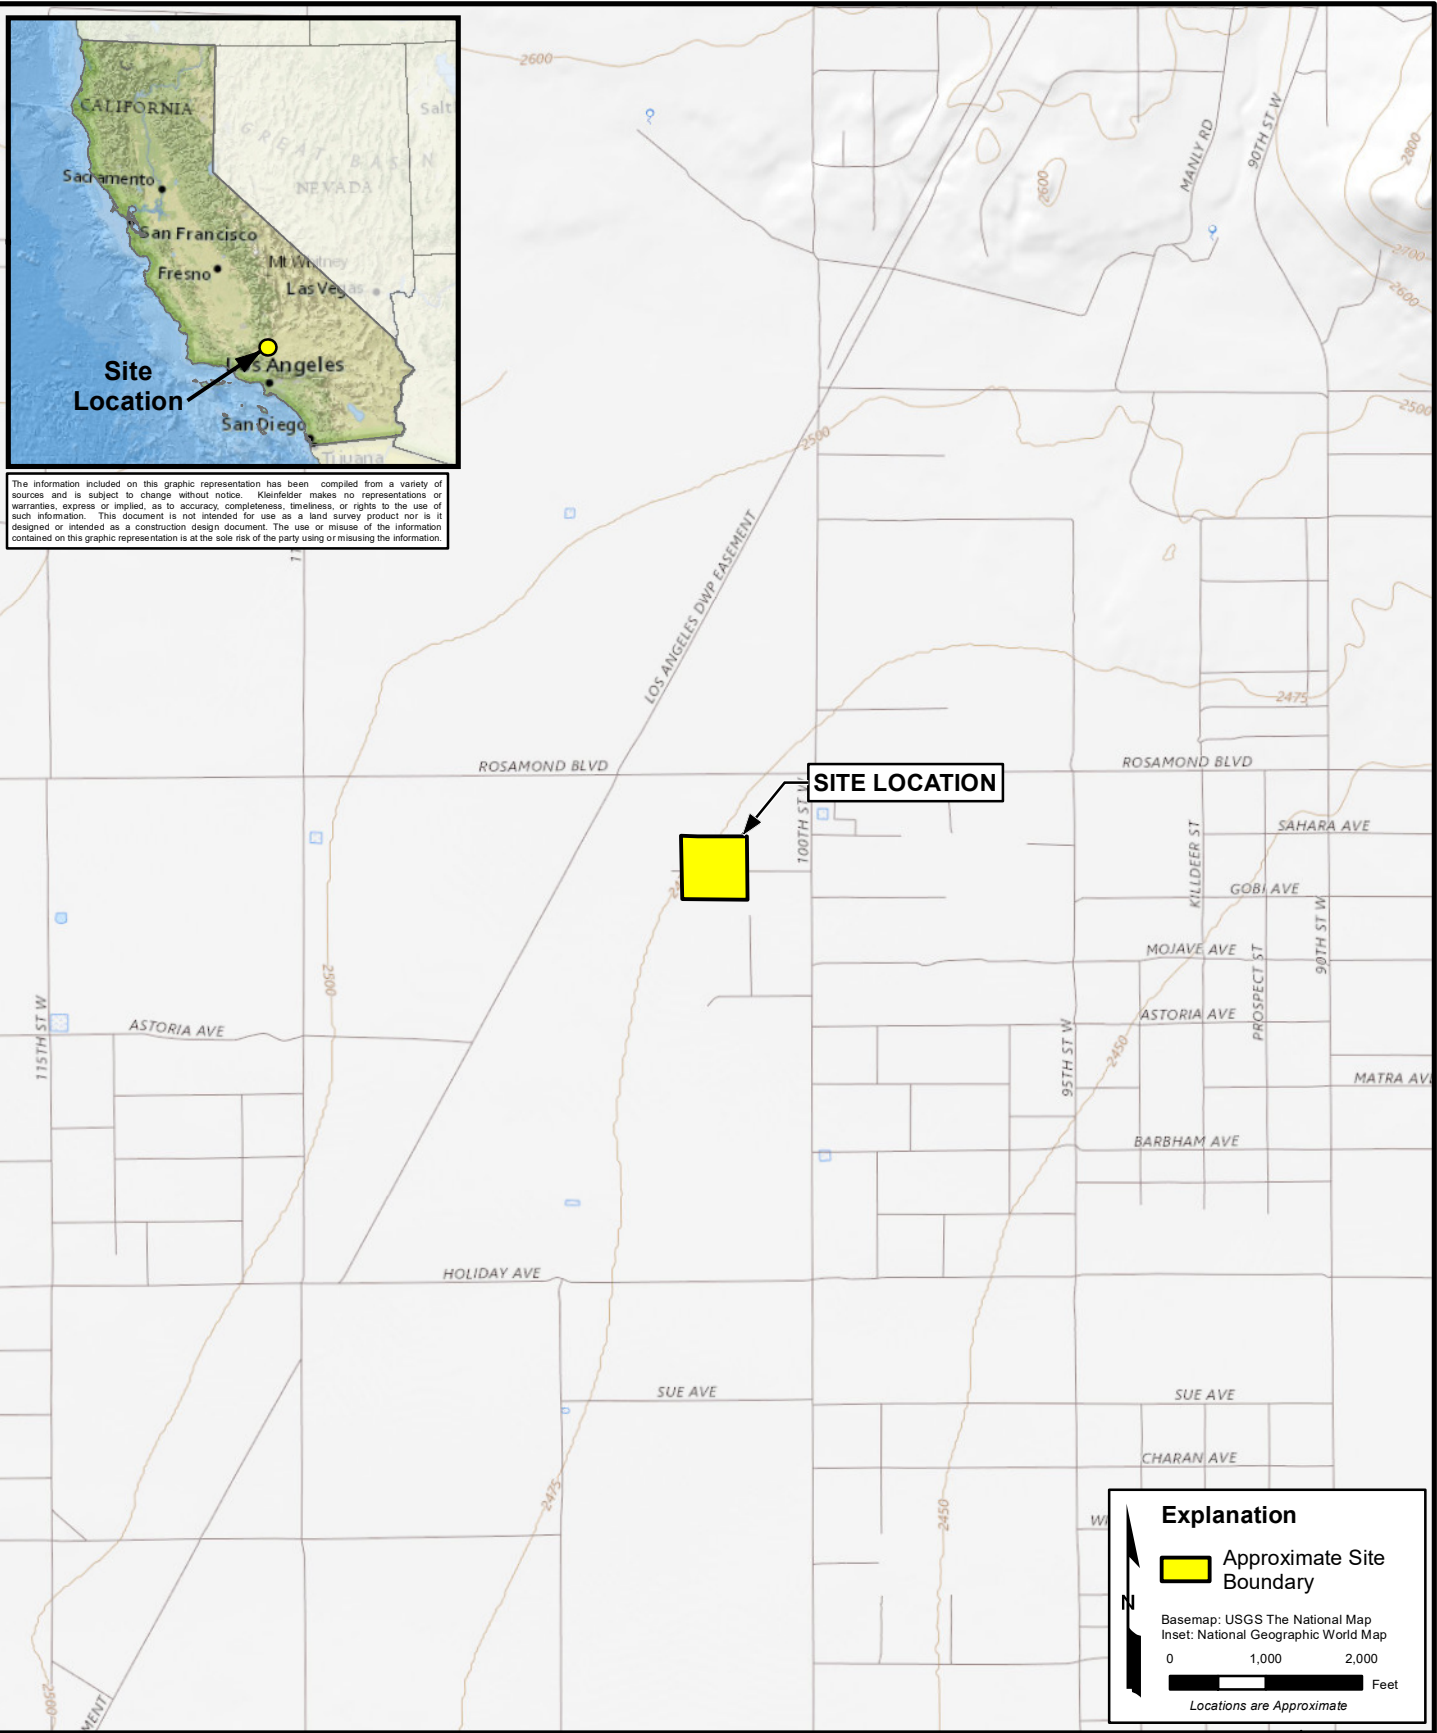 CALIFORNIA
GREAT BASIN
NEVADA
Salt
Sacramento
San Francisco
Fresno
Mt Whitney
Las Vegas
Los Angeles
San Diego
Tijuana
Site
Location
The information included on this graphic representation has been compiled from a variety of
sources and is subject to change without notice. Kleinfelder makes no representations or
warranties, express or implied, as to accuracy, completeness, timeliness, or rights to the use of
such information. This document is not intended for use as a land survey product nor is it
designed or intended as a construction design document. The use or misuse of the information
contained on this graphic representation is at the sole risk of the party using or misusing the information.
2600
2600
MANLY RD
90TH ST W
2800
2700
2600
2500
2500
LOS ANGELES DWP EASEMENT
2475
ROSAMOND BLVD
ROSAMOND BLVD
SITE LOCATION
100TH ST W
SAHARA AVE
KILLDEER ST
GOBI AVE
90TH ST W
MOJAVE AVE
PROSPECT ST
2500
115TH ST W
ASTORIA AVE
ASTORIA AVE
95TH ST W
2450
MATRA AVE
BARBHAM AVE
HOLIDAY AVE
SUE AVE
SUE AVE
CHARAN AVE
2475
2450
2500
MENT
Explanation
Approximate Site
Boundary
N
Basemap: USGS The National Map
Inset: National Geographic World Map
0 1,000 2,000
Feet
Locations are Approximate